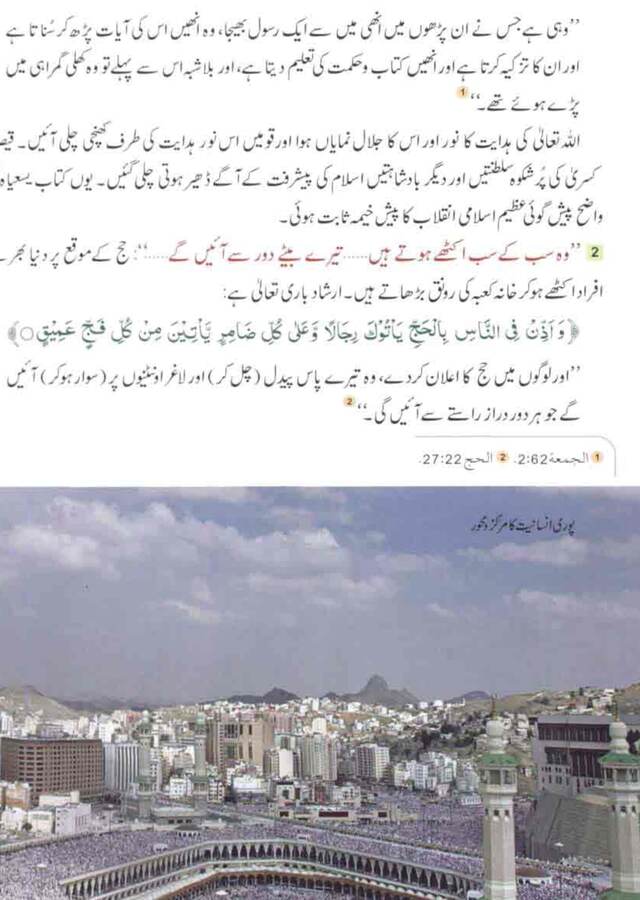 ’’وہی ہے جس نے ان پڑھوں میں انھی میں سے ایک رسول بھیجا، وہ انھیں اس کی آیات پڑھ کر سُناتا ہے
اور ان کا تزکیہ کرتا ہے اور انھیں کتاب وحکمت کی تعلیم دیتا ہے، اور بلاشبہ اس سے پہلے تو وہ کھلی گمراہی میں
پڑے ہوئے تھے۔‘‘ 1
اللہ تعالیٰ کی ہدایت کا نور اور اس کا جلال نمایاں ہوا اور قومیں اس نور ہدایت کی طرف کھنچی چلی آئیں۔
کسریٰ کی پُرشکوہ سلطنتیں اور دیگر بادشاہتیں اسلام کی پیشرفت کے آگے ڈھیر ہوتی چلی گئیں۔ یوں کتاب
واضح پیش گوئی عظیم اسلامی انقلاب کا پیش خیمہ ثابت ہوئی۔
2 ’’وہ سب کے سب اکٹھے ہوتے ہیں..... تیرے بیٹے دور سے آئیں گے.....‘‘: حج کے موقع پر دنیا بھر
افراد اکٹھے ہوکر خانہ کعبہ کی رونق بڑھاتے ہیں۔ ارشاد باری تعالیٰ ہے:
﴿ وَاَذِّنْ فِی النَّاسِ بِالْحَجِّ یَاْتُوْكَ رِجَالًا وَّعَلٰی كُلِّ ضَامِرٍ یَّاْتِیْنَ مِنْ كُلِّ فَجٍّ عَمِیْقٍ○﴾
’’اور لوگوں میں حج کا اعلان کردے، وہ تیرے پاس پیدل (چل کر) اور لاغر اونٹنیوں پر (سوار ہوکر) آئیں
گے جو ہر دور دراز راستے سے آئیں گی۔‘‘ 2
1 الجمعة 2:62. 2 الحج 27:22.
پوری انسانیت کا مرکز ومحور